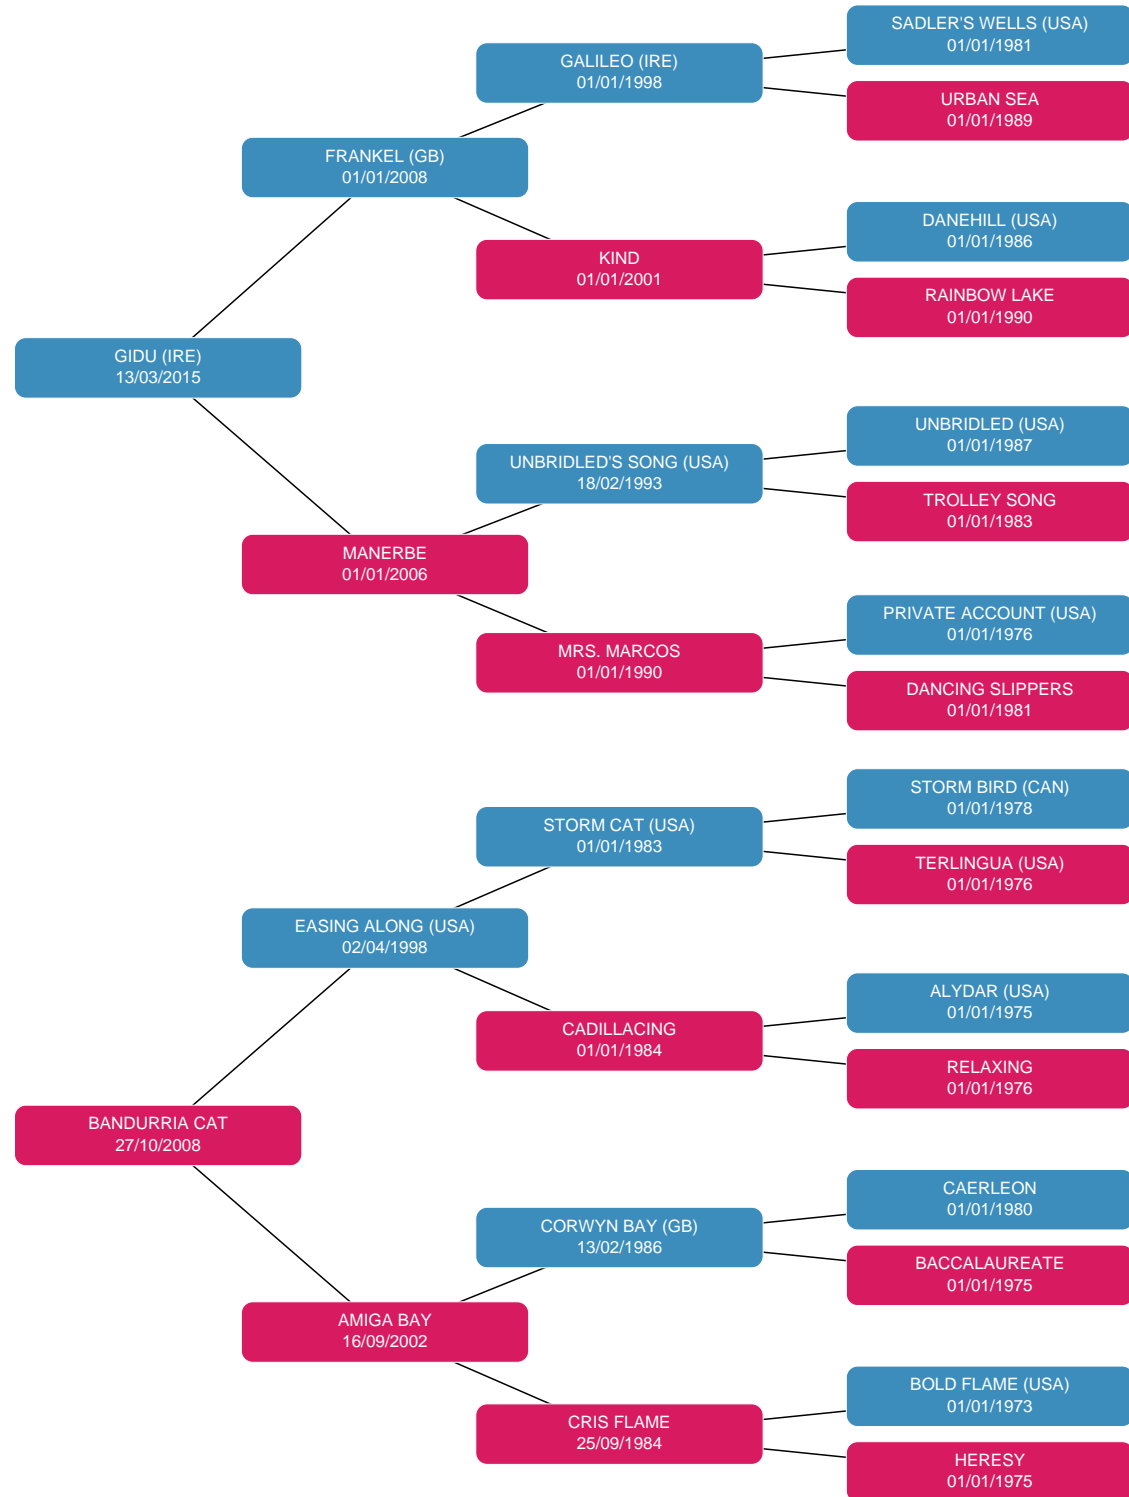 SADLER'S WELLS (USA)
01/01/1981
GALILEO (IRE)
01/01/1998
URBAN SEA
01/01/1989
FRANKEL (GB)
01/01/2008
DANEHILL (USA)
01/01/1986
KIND
01/01/2001
RAINBOW LAKE
01/01/1990
GIDU (IRE)
13/03/2015
UNBRIDLED (USA)
01/01/1987
UNBRIDLED'S SONG (USA)
18/02/1993
TROLLEY SONG
01/01/1983
MANERBE
01/01/2006
PRIVATE ACCOUNT (USA)
01/01/1976
MRS. MARCOS
01/01/1990
DANCING SLIPPERS
01/01/1981
STORM BIRD (CAN)
01/01/1978
STORM CAT (USA)
01/01/1983
TERLINGUA (USA)
01/01/1976
EASING ALONG (USA)
02/04/1998
ALYDAR (USA)
01/01/1975
CADILLACING
01/01/1984
RELAXING
01/01/1976
BANDURRIA CAT
27/10/2008
CAERLEON
01/01/1980
CORWYN BAY (GB)
13/02/1986
BACCALAUREATE
01/01/1975
AMIGA BAY
16/09/2002
BOLD FLAME (USA)
01/01/1973
CRIS FLAME
25/09/1984
HERESY
01/01/1975